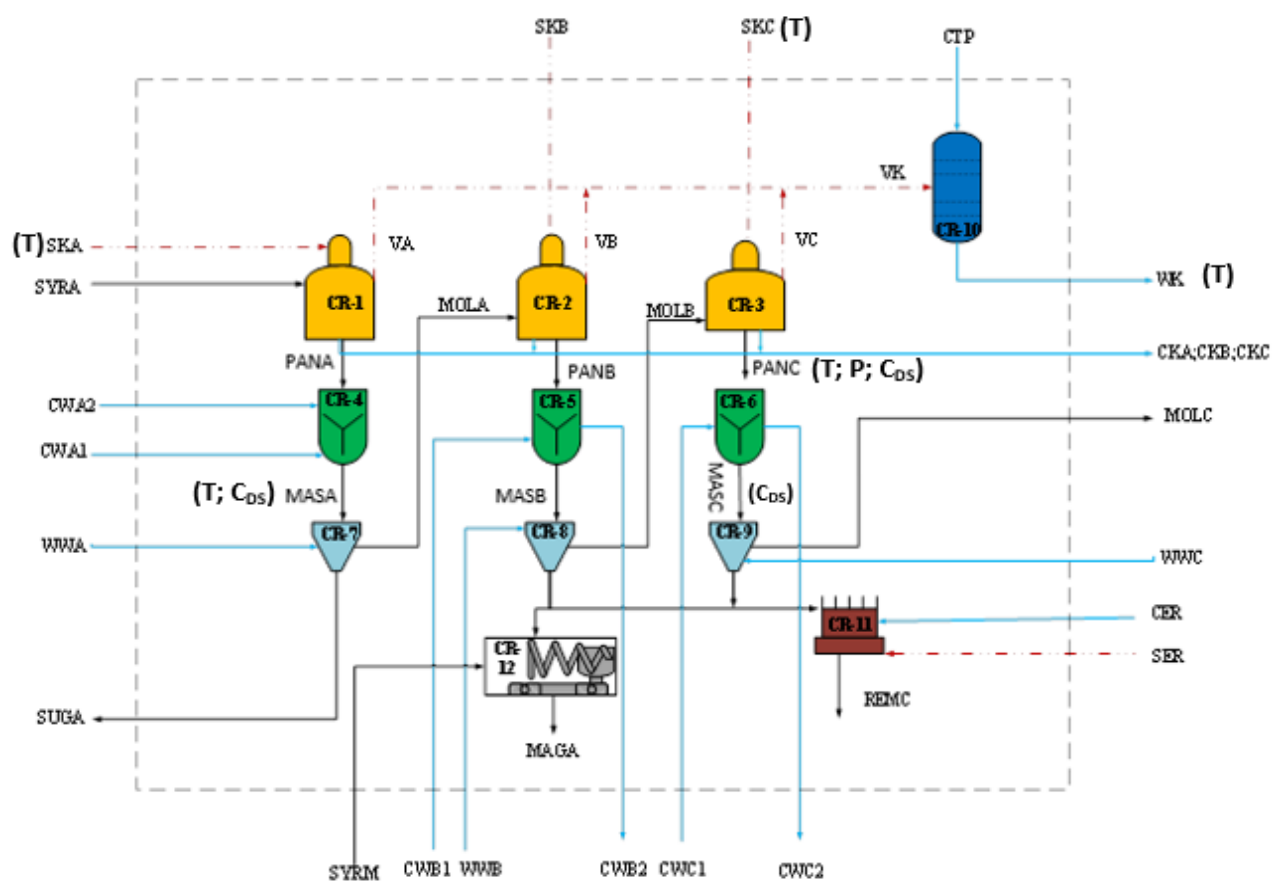 SKB
SKC (T)
CTP
VK
CR-10
(T) SKA
VA
VB
VC
SYRA
CR-1
CR-2
CR-3
WK (T)
MOLA
MOLB
CKA;CKB;CKC
PANA
PANB
PANC
(T; P; CDS)
CWA2
CR-4
CR-5
CR-6
MOLC
CWA1
(T; CDS)
MASA
MASB
MASC
(CDS)
WWA
CR-7
CR-8
CR-9
WWC
CR-11
CER
CR-
12
SER
REMC
SUGA
MAGA
SYRM
CWB1
WWB
CWB2
CWC1
CWC2